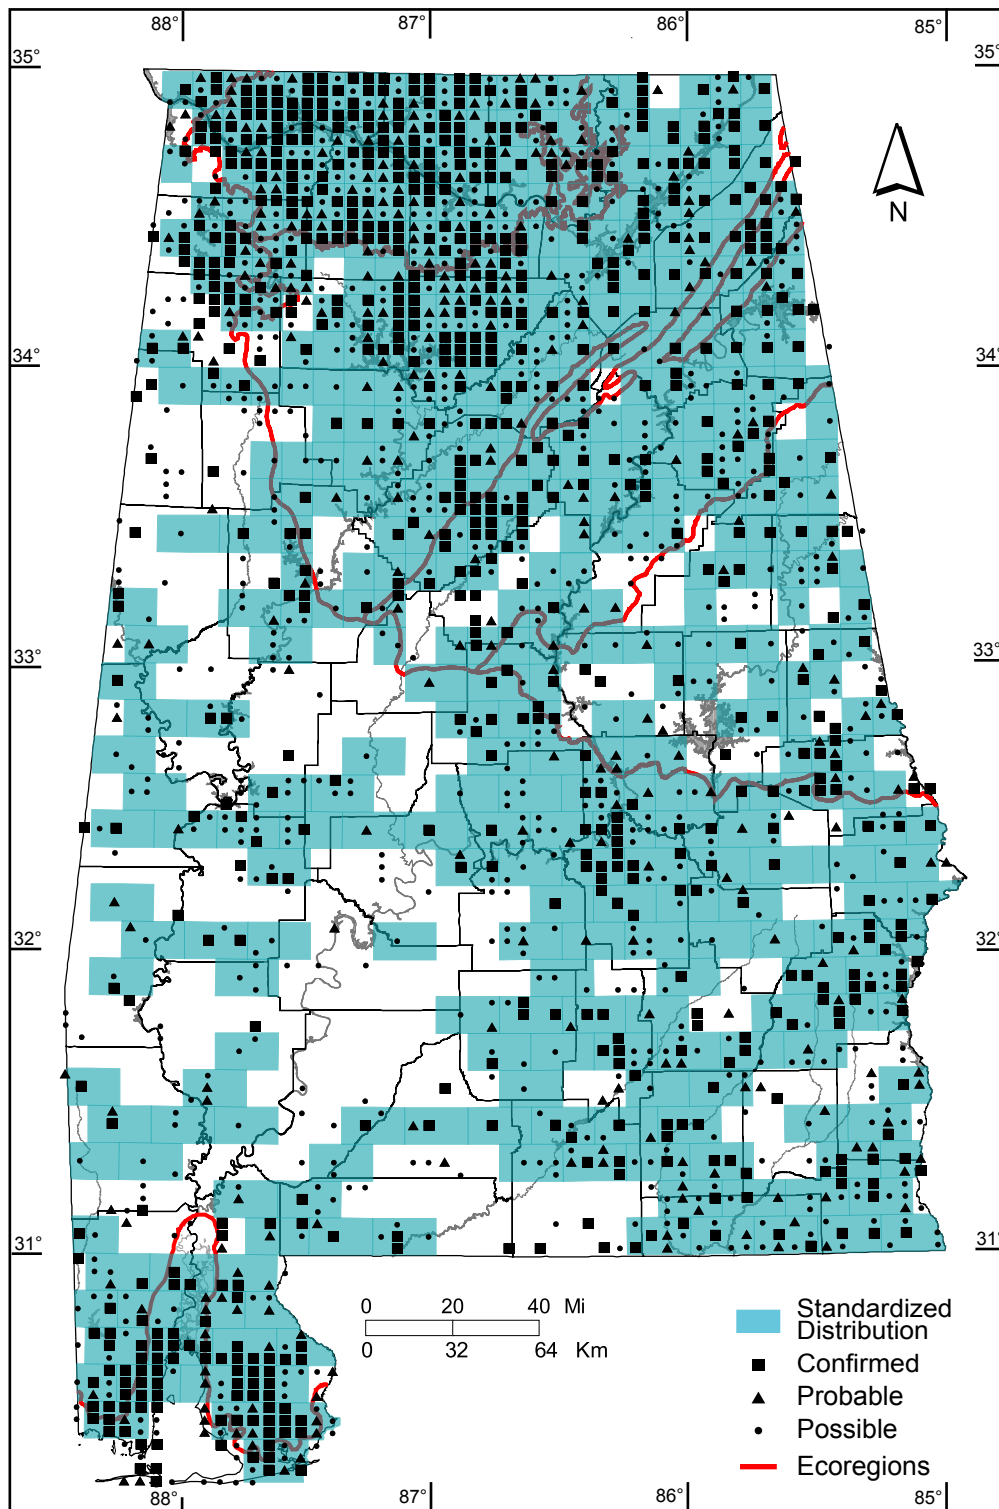 88° 87° 86° 85°
35° 35°
N
34° 34°
33° 33°
32° 32°
31° 31°
0 20 40 Mi
0 32 64 Km
Standardized
Distribution
Confirmed
Probable
Possible
Ecoregions
88° 87° 86° 85°